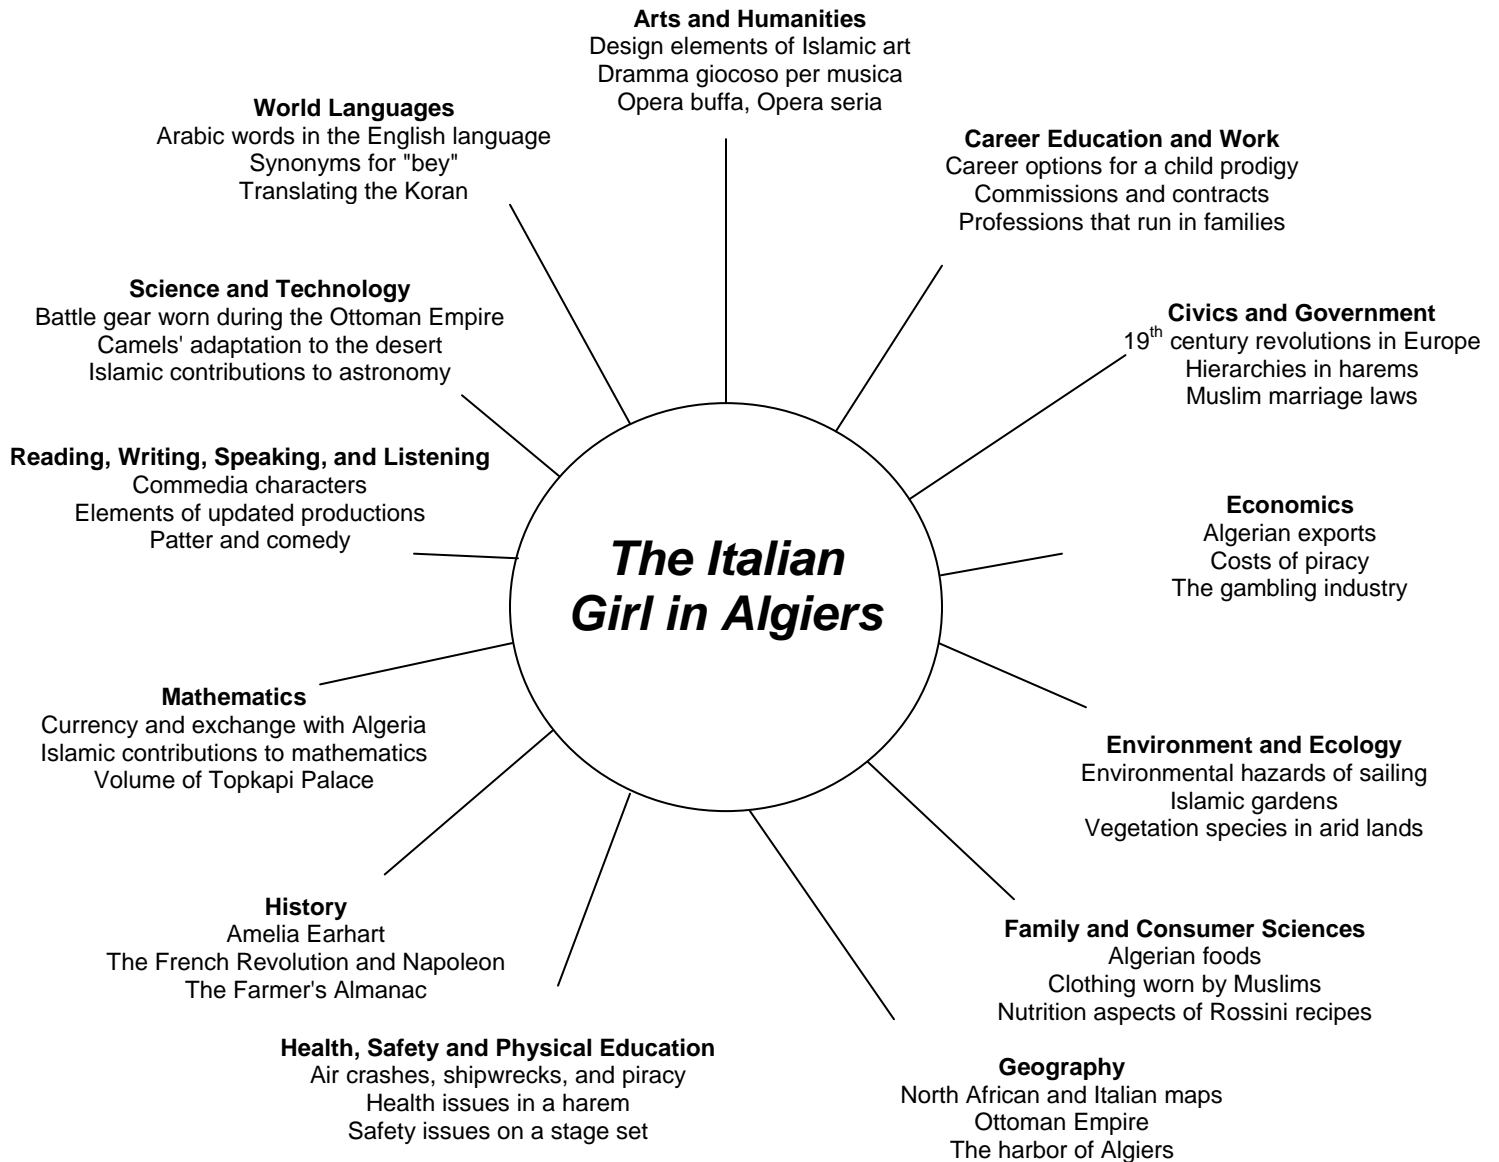 Arts and Humanities
Design elements of Islamic art
Dramma giocoso per musica
Opera buffa, Opera seria
World Languages
Arabic words in the English language
Synonyms for "bey"
Translating the Koran
Career Education and Work
Career options for a child prodigy
Commissions and contracts
Professions that run in families
Science and Technology
Battle gear worn during the Ottoman Empire
Camels' adaptation to the desert
Islamic contributions to astronomy
Civics and Government
19th century revolutions in Europe
Hierarchies in harems
Muslim marriage laws
Reading, Writing, Speaking, and Listening
Commedia characters
Elements of updated productions
Patter and comedy
Economics
Algerian exports
Costs of piracy
The gambling industry
The Italian
Girl in Algiers
Mathematics
Currency and exchange with Algeria
Islamic contributions to mathematics
Volume of Topkapi Palace
Environment and Ecology
Environmental hazards of sailing
Islamic gardens
Vegetation species in arid lands
History
Amelia Earhart
The French Revolution and Napoleon
The Farmer's Almanac
Family and Consumer Sciences
Algerian foods
Clothing worn by Muslims
Nutrition aspects of Rossini recipes
Health, Safety and Physical Education
Air crashes, shipwrecks, and piracy
Health issues in a harem
Safety issues on a stage set
Geography
North African and Italian maps
Ottoman Empire
The harbor of Algiers